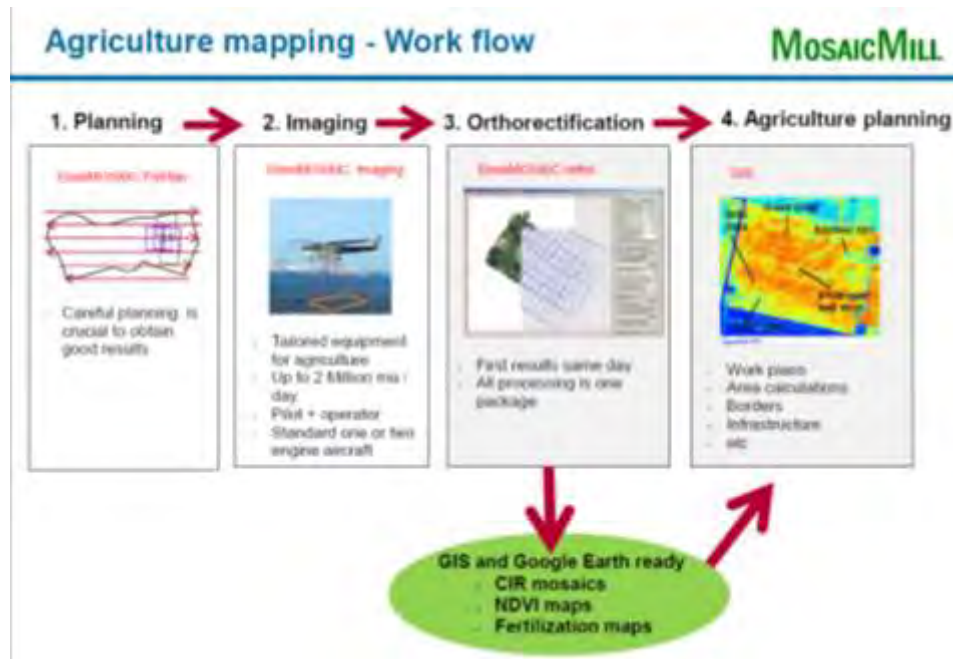 Agriculture mapping - Work flow
MOSAICMILL
1. Planning
2. Imaging
3. Orthorectification
4. Agriculture planning
Careful planning is
crucial to obtain
good results
Tailored equipment
for agriculture
Up to 2 Million
day
Pilot + operator
Standard one or two
engine aircraft
First results same day
All processing is one
package
Work plans
Area calculations
Borders
Infrastructure
etc
GIS and Google Earth ready
CIR mosaics
NDVI maps
Fertilization maps